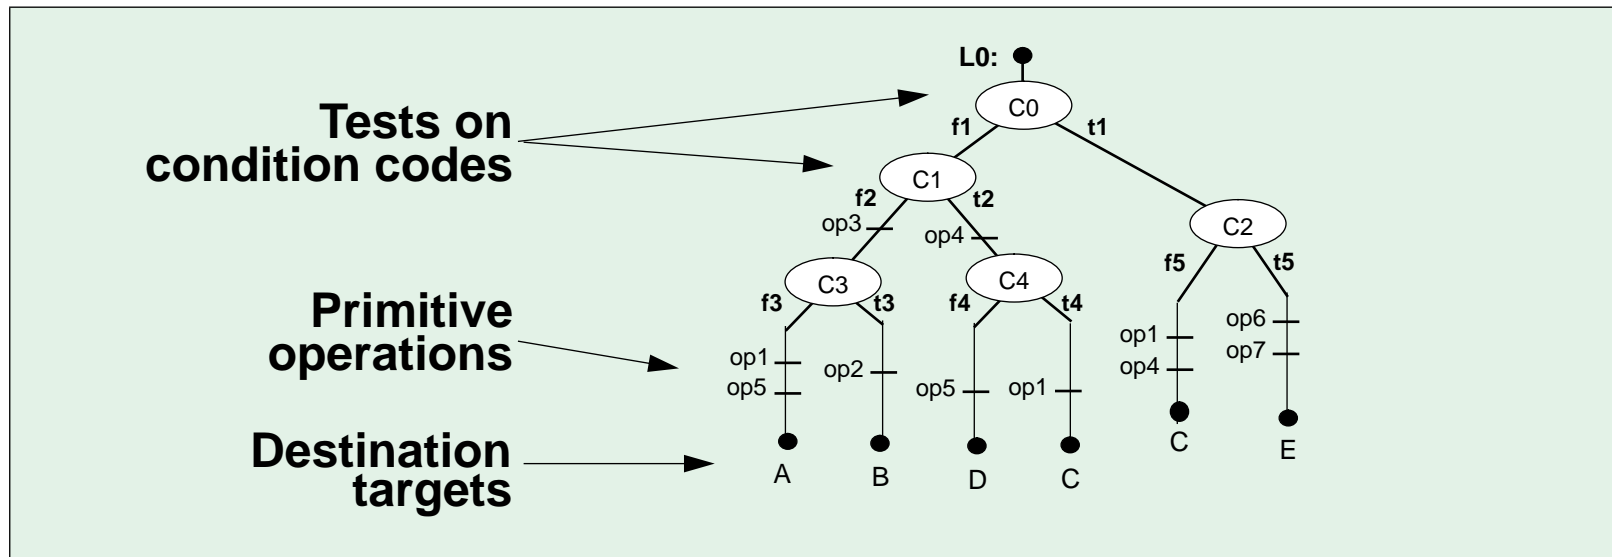 L0:
C0
Tests on
condition codes
f1
t1
C1
f2
t2
C2
op3
op4
f5
t5
C3
C4
f3
t3
f4
t4
Primitive
operations
op1
op6
op4
op7
op1
op5
op2
op5
op1
Destination
targets
A
B
D
C
C
E